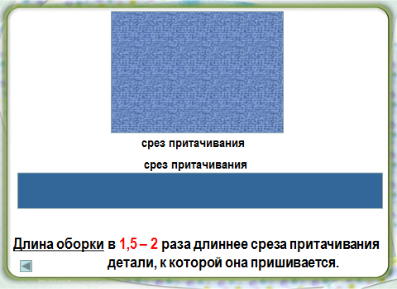 срез притачивания
срез притачивания
Длина оборки в 1,5 – 2 раза длиннее среза притачивания
детали, к которой она пришивается.